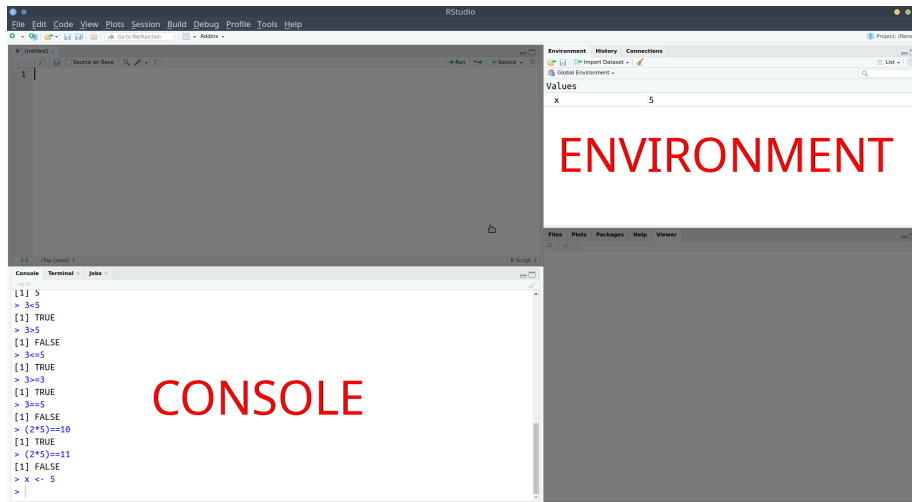 RStudio
File Edit Code View Plots Session Build Debug Profile Tools Help
Go to file/function Addins Project: (None
Untitled1
Source on Save Run Source
1
1:1 (Top Level) R Script
Environment History Connections
Import Dataset List
Global Environment
Values
x 5
ENVIRONMENT
Files Plots Packages Help Viewer
Console Terminal Jobs
~/
[1] 5
> 3<5
[1] TRUE
> 3>5
[1] FALSE
> 3<=5
[1] TRUE
> 3>=3
[1] TRUE
> 3==5
[1] FALSE
> (2*5)==10
[1] TRUE
> (2*5)==11
[1] FALSE
> x <- 5
>
CONSOLE